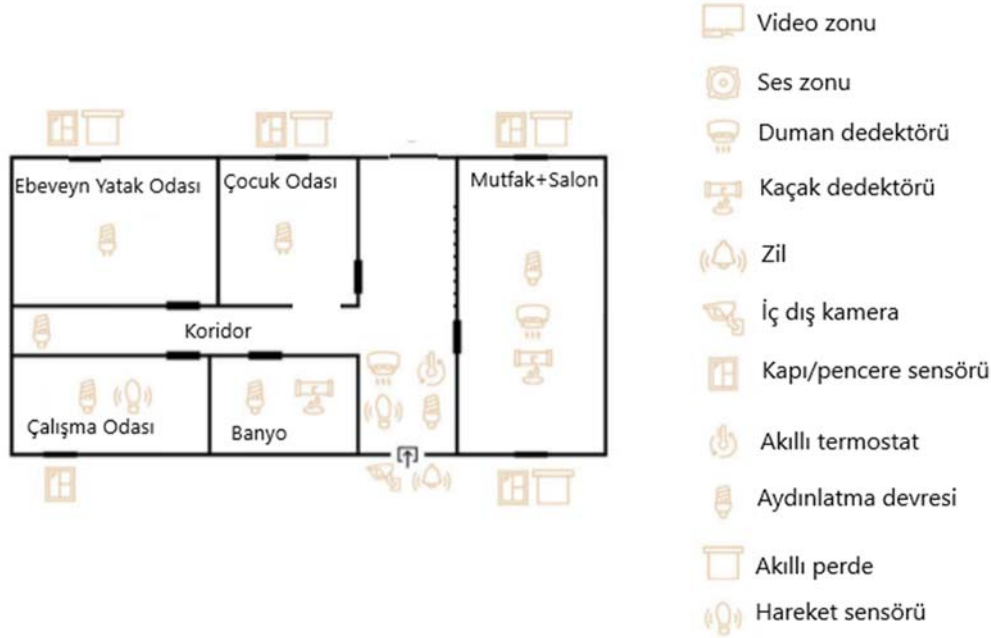 Video zonu
Ses zonu
Duman dedektörü
Kaçak dedektörü
Zil
İç dış kamera
Kapı/pencere sensörü
Akıllı termostat
Aydınlatma devresi
Akıllı perde
Hareket sensörü
Ebeveyn Yatak Odası
Çocuk Odası
Mutfak+Salon
Koridor
Çalışma Odası
Banyo